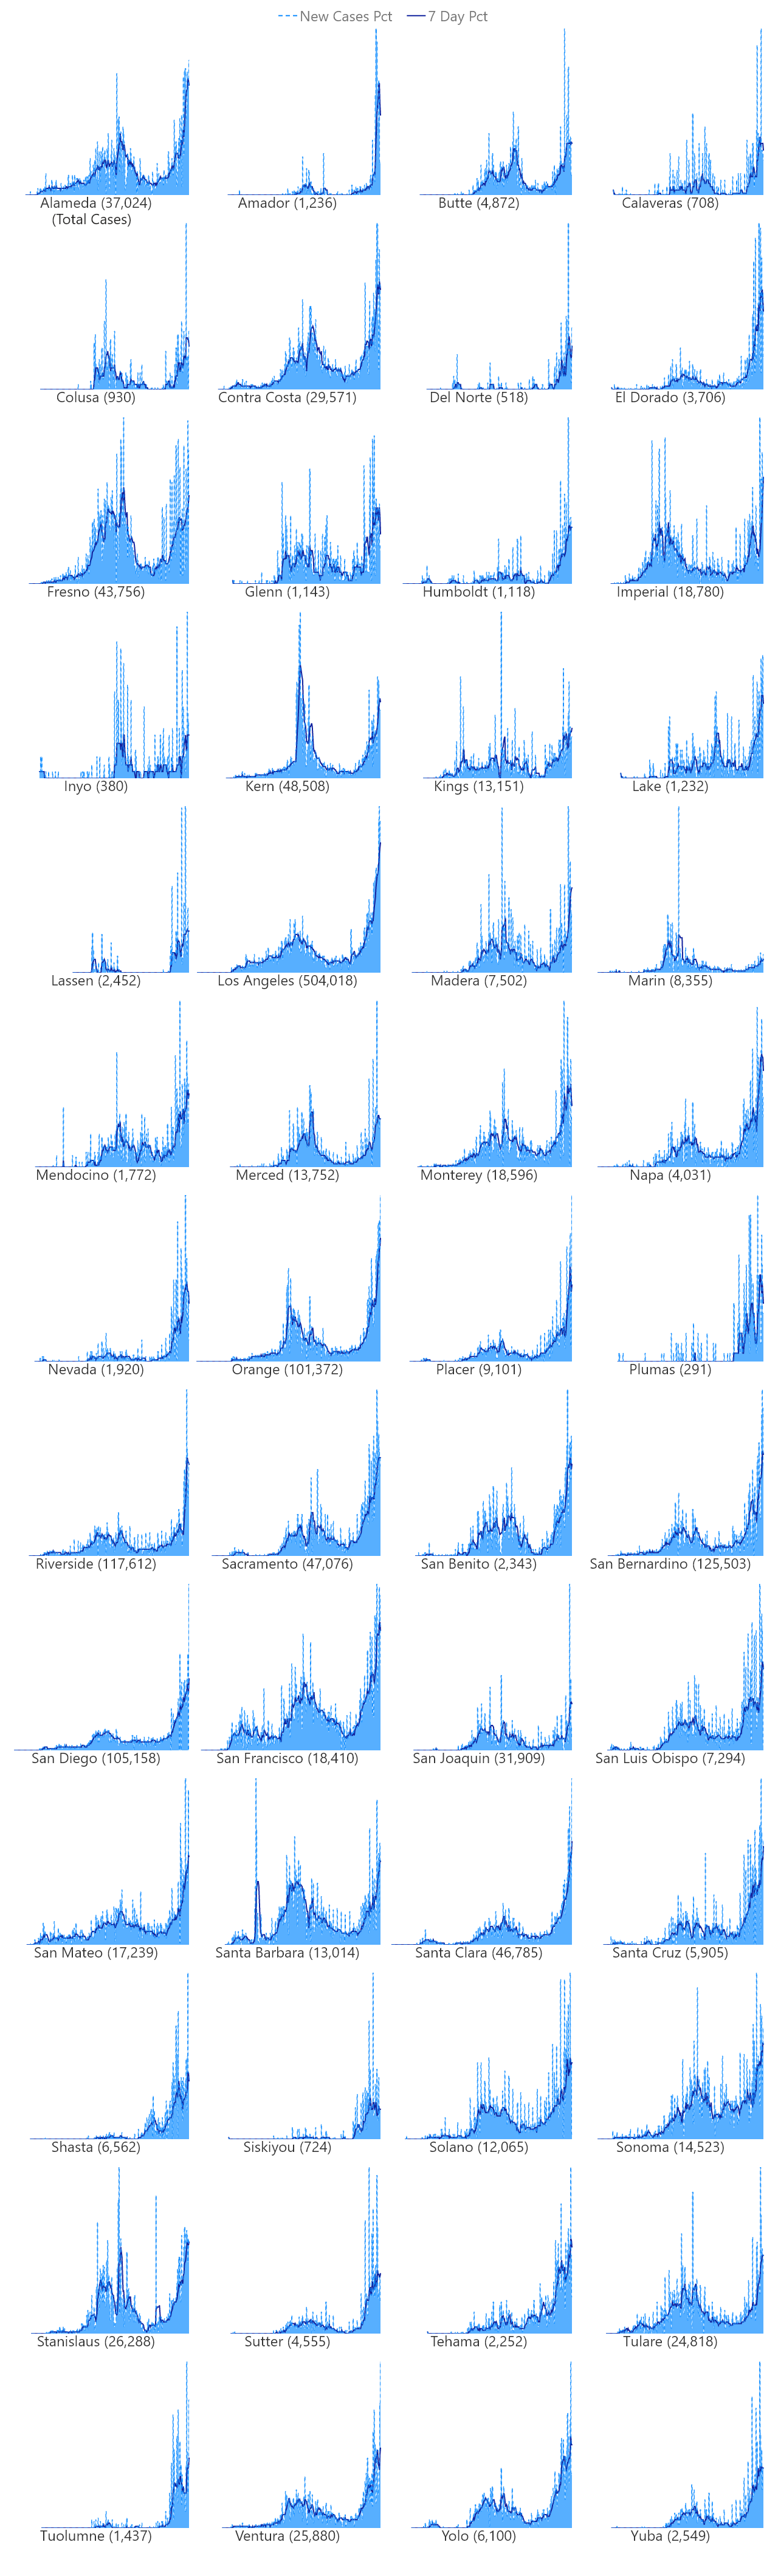 New Cases Pct 7 Day Pct
Alameda (37,024) Amador (1,236) Butte (4,872) Calaveras (708)
(Total Cases)
Colusa (930) Contra Costa (29,571) Del Norte (518) El Dorado (3,706)
Fresno (43,756) Glenn (1,143) Humboldt (1,118) Imperial (18,780)
Inyo (380) Kern (48,508) Kings (13,151) Lake (1,232)
Lassen (2,452) Los Angeles (504,018) Madera (7,502) Marin (8,355)
Mendocino (1,772) Merced (13,752) Monterey (18,596) Napa (4,031)
Nevada (1,920) Orange (101,372) Placer (9,101) Plumas (291)
Riverside (117,612) Sacramento (47,076) San Benito (2,343) San Bernardino (125,503)
San Diego (105,158) San Francisco (18,410) San Joaquin (31,909) San Luis Obispo (7,294)
San Mateo (17,239) Santa Barbara (13,014) Santa Clara (46,785) Santa Cruz (5,905)
Shasta (6,562) Siskiyou (724) Solano (12,065) Sonoma (14,523)
Stanislaus (26,288) Sutter (4,555) Tehama (2,252) Tulare (24,818)
Tuolumne (1,437) Ventura (25,880) Yolo (6,100) Yuba (2,549)